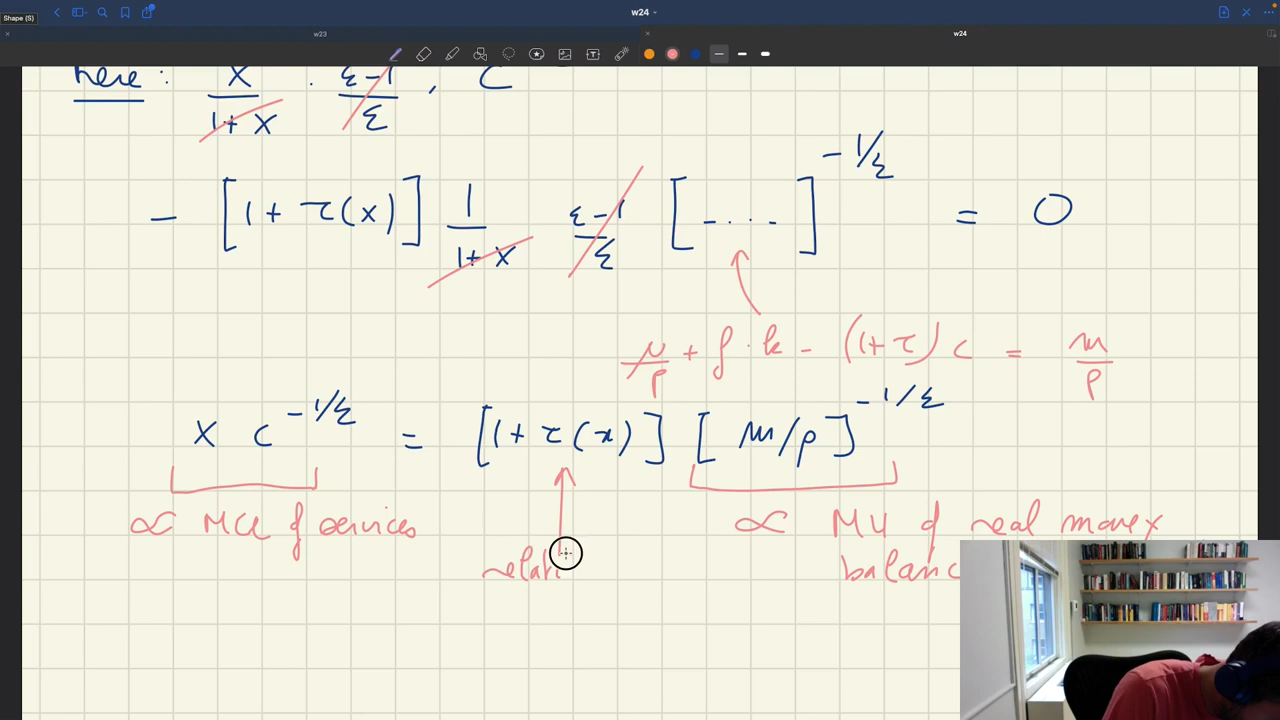 Shape (S)
w24
w23
w24
here : X/(1+X) · (ε-1)/ε , C
- [1+ τ(x)] 1/(1+X) (ε-1)/ε [- · · · -]^(-1/ε) = 0
μ/p + f · k - (1+τ) c = m/p
X c^(-1/ε) = [1+ τ(x)] [m/p]^(-1/ε)
∝ MU of services
∝ MU of real money
relati
balanc